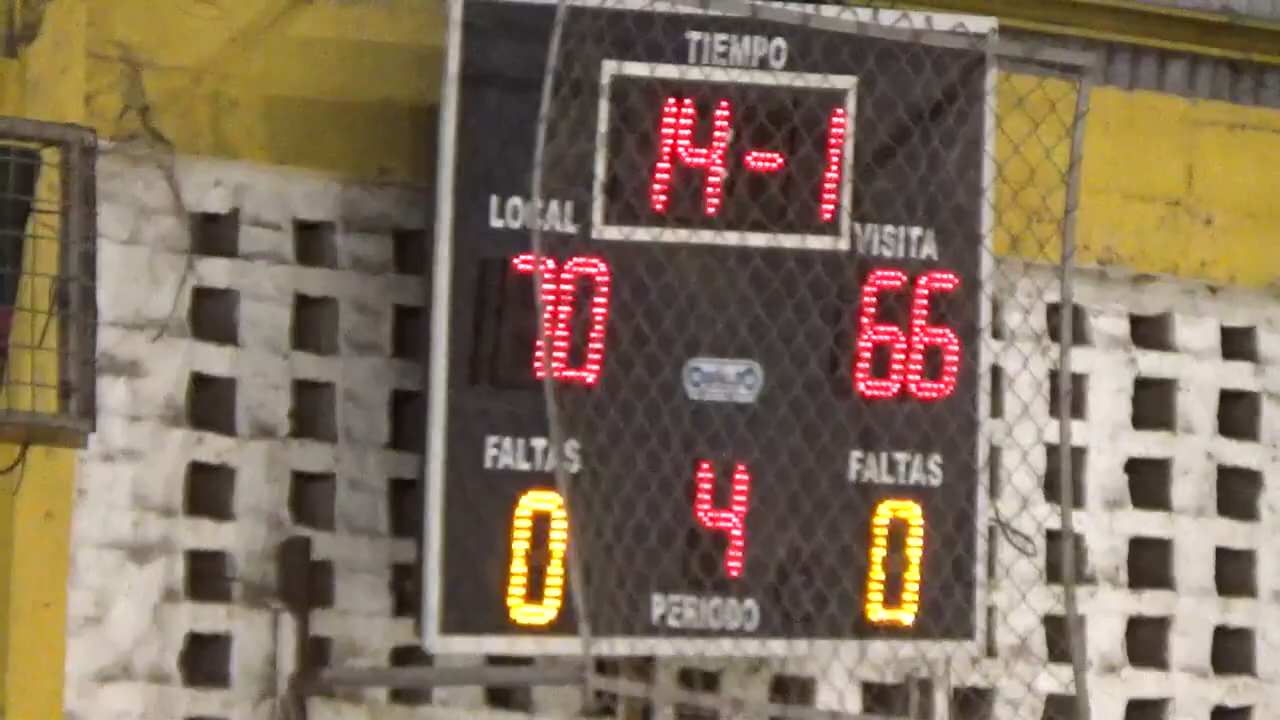 TIEMPO
14-1
LOCAL VISITA
70 66
FALTAS FALTAS
0 4 0
PERIODO